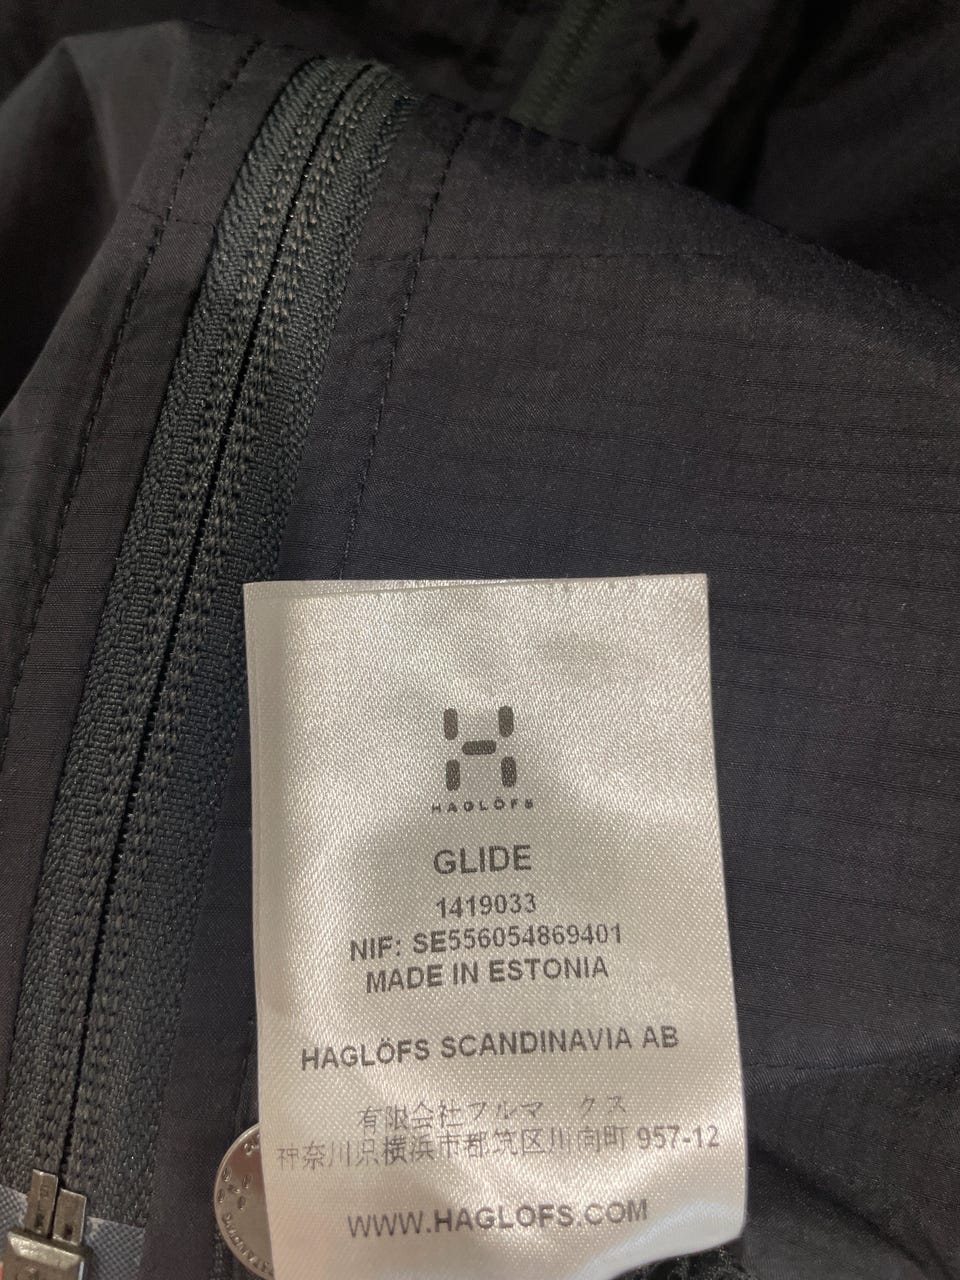 HAGLÖFS
GLIDE
1419033
NIF: SE556054869401
MADE IN ESTONIA
HAGLÖFS SCANDINAVIA AB
有限会社フルマ クス
神奈川県横浜市都筑区川向町 957-12
WWW.HAGLOFS.COM